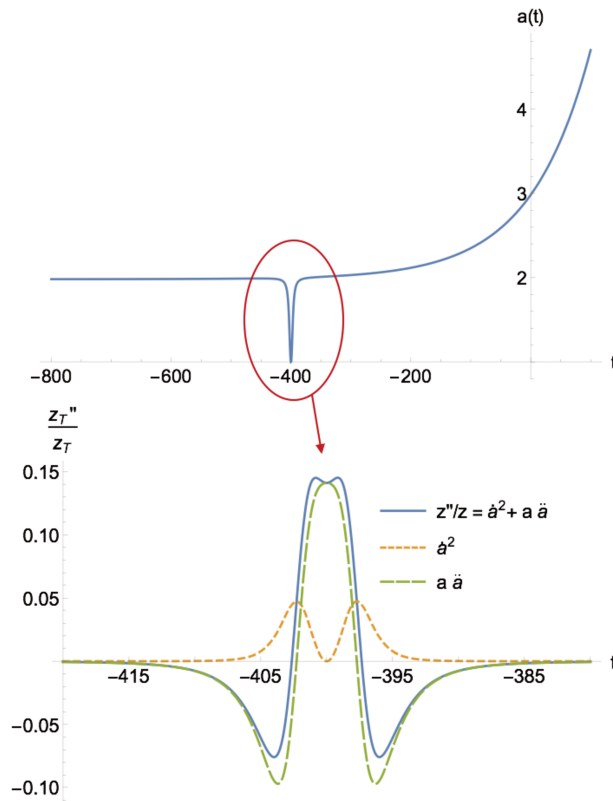 a(t)
4
3
2
-800 -600 -400 -200 t
z_T''/z_T
0.15
0.10
0.05
-415 -405 -395 -385 t
-0.05
-0.10
z''/z = ȧ² + a ä
ȧ²
a ä